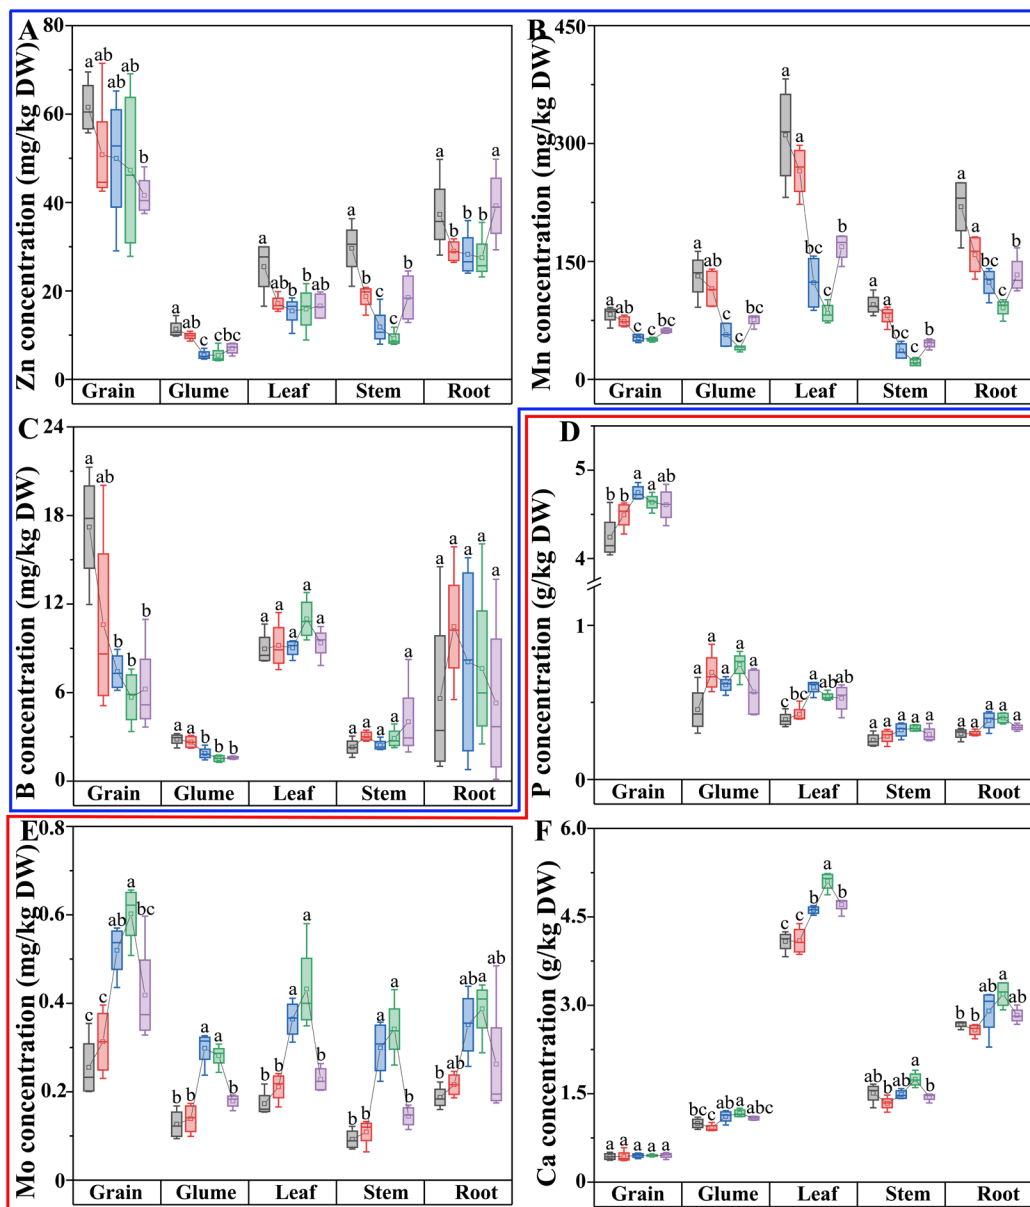 A
Zn concentration (mg/kg DW)
80
60
40
20
0
a ab ab ab b
a ab c c bc
a ab b a ab
a b c c b
a b b b a
Grain Glume Leaf Stem Root
B
Mn concentration (mg/kg DW)
450
300
150
0
a ab c c bc
a ab bc c bc
a a bc c b
a a bc c b
a ab bc c b
Grain Glume Leaf Stem Root
C
B concentration (mg/kg DW)
24
18
12
6
0
a ab b b b
a a b b b
a a a a a
a a a a a
a a a a a
Grain Glume Leaf Stem Root
D
P concentration (g/kg DW)
5
4
1
0
b b a a ab
a a a a a
c bc a ab ab
a a a a a
a a a a a
Grain Glume Leaf Stem Root
E
Mo concentration (mg/kg DW)
0.8
0.6
0.4
0.2
0
c c ab a bc
b b a a b
b b a a b
b b a a b
b b ab a ab
Grain Glume Leaf Stem Root
F
Ca concentration (g/kg DW)
6.0
4.5
3.0
1.5
0
a a a a a
bc c ab a abc
c c b a b
ab b ab a b
b b ab a ab
Grain Glume Leaf Stem Root